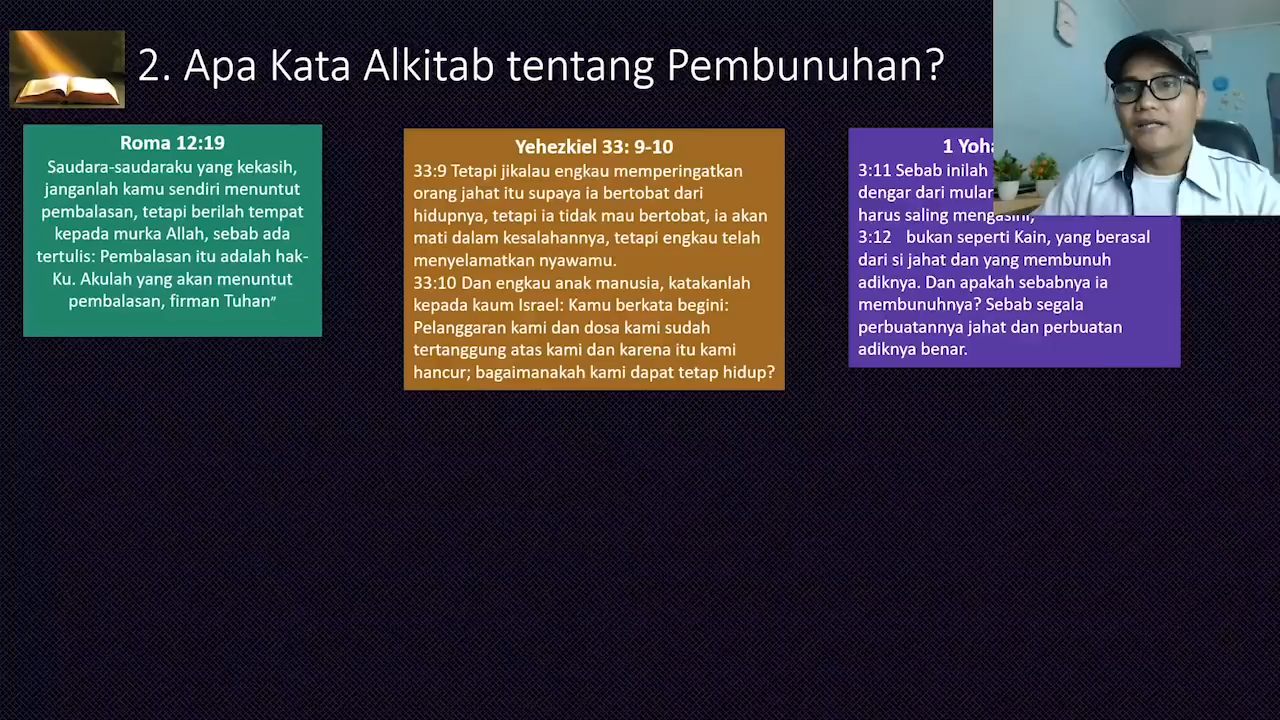 2. Apa Kata Alkitab tentang Pembunuhan?
Roma 12:19
Saudara-saudaraku yang kekasih,
janganlah kamu sendiri menuntut
pembalasan, tetapi berilah tempat
kepada murka Allah, sebab ada
tertulis: Pembalasan itu adalah hak-
Ku. Akulah yang akan menuntut
pembalasan, firman Tuhan”
Yehezkiel 33: 9-10
33:9 Tetapi jikalau engkau memperingatkan
orang jahat itu supaya ia bertobat dari
hidupnya, tetapi ia tidak mau bertobat, ia akan
mati dalam kesalahannya, tetapi engkau telah
menyelamatkan nyawamu.
33:10 Dan engkau anak manusia, katakanlah
kepada kaum Israel: Kamu berkata begini:
Pelanggaran kami dan dosa kami sudah
tertanggung atas kami dan karena itu kami
hancur; bagaimanakah kami dapat tetap hidup?
1
3:11 Sebab inilah
dengar dari
harus saling mengasihi,
3:12 bukan seperti Kain, yang berasal
dari si jahat dan yang membunuh
adiknya. Dan apakah sebabnya ia
membunuhnya? Sebab segala
perbuatannya jahat dan perbuatan
adiknya benar.